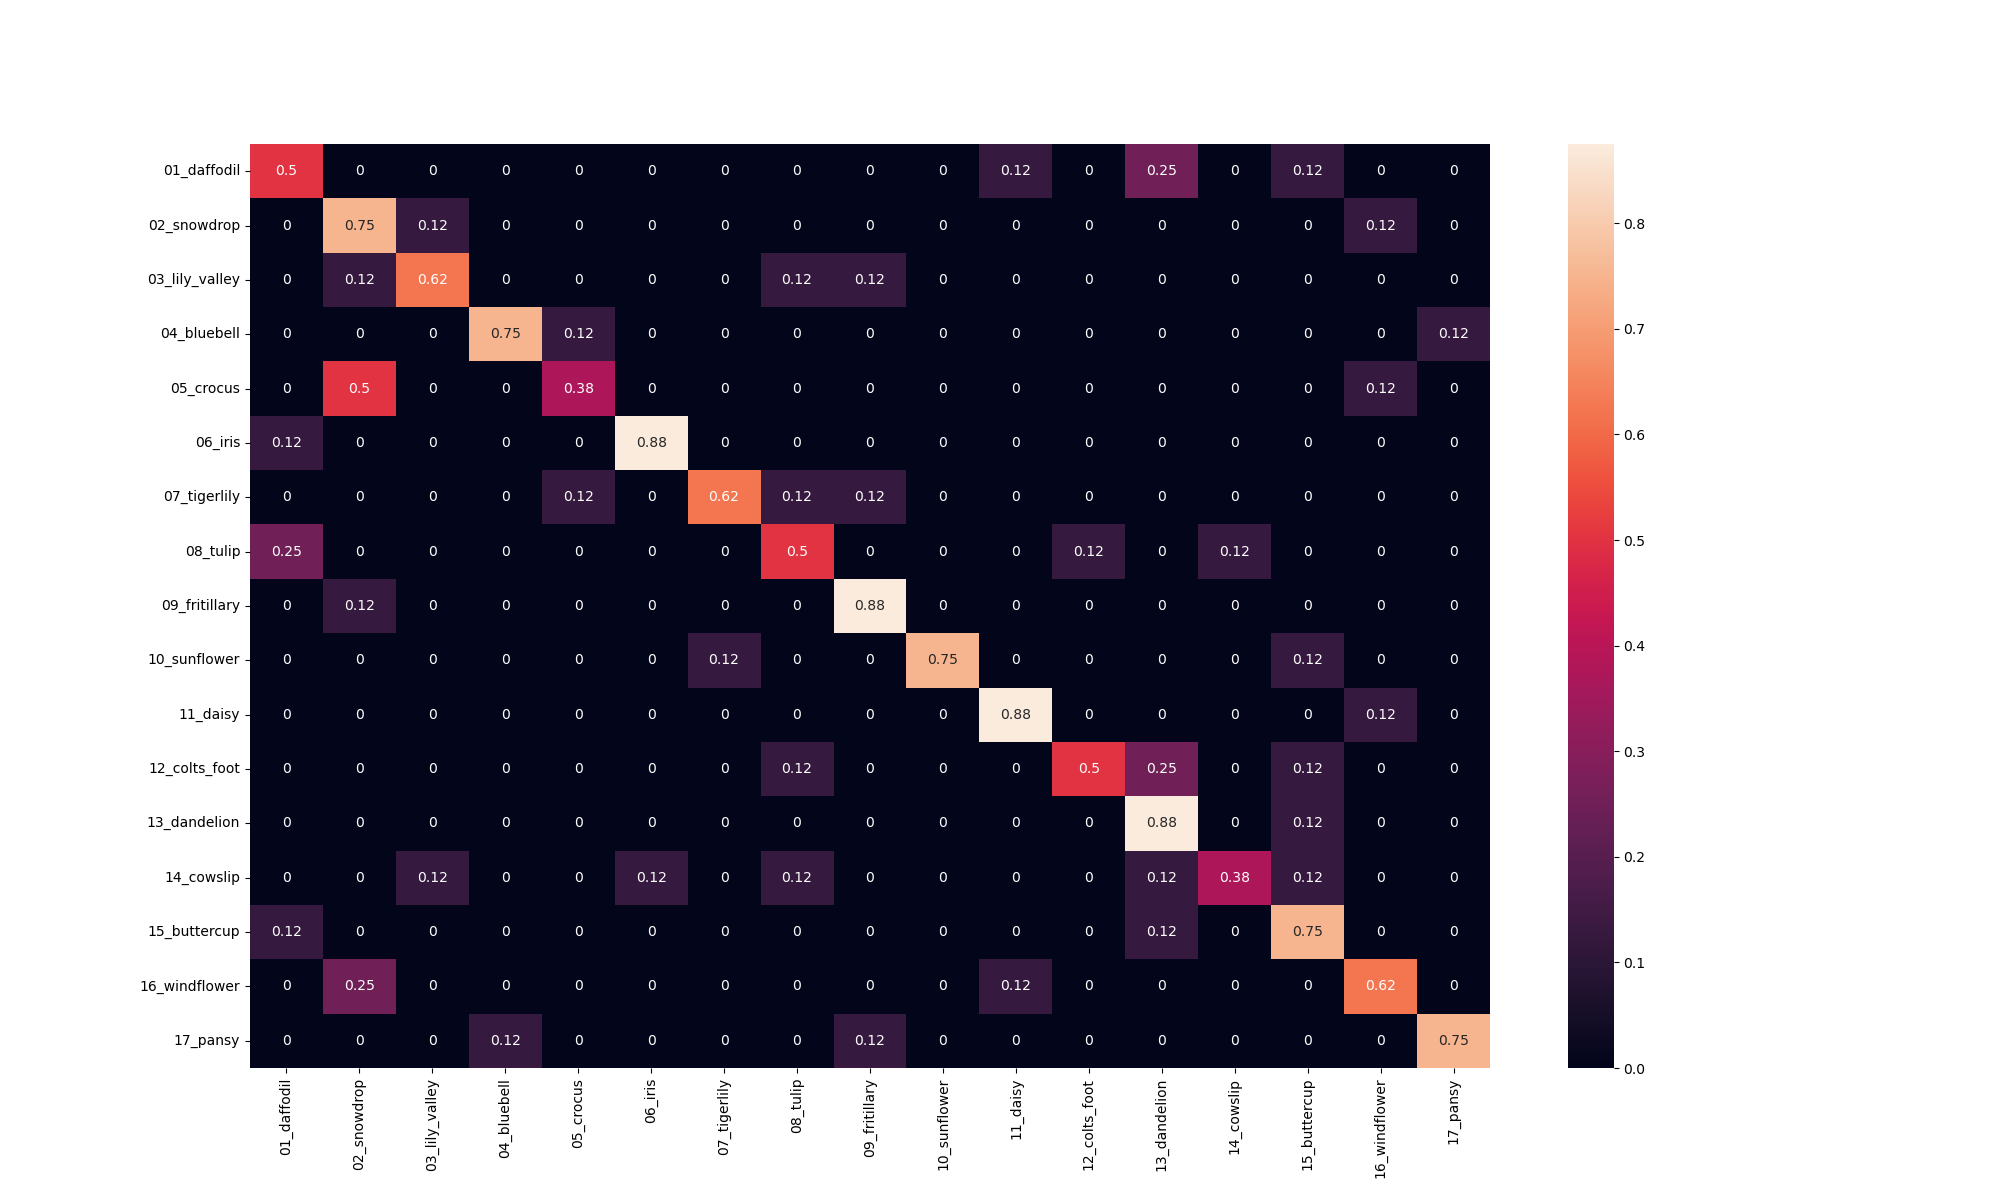 01_daffodil 0.5 0 0 0 0 0 0 0 0 0 0.12 0 0.25 0 0.12 0 0
02_snowdrop 0 0.75 0.12 0 0 0 0 0 0 0 0 0 0 0 0 0.12 0
0.8
03_lily_valley 0 0.12 0.62 0 0 0 0 0.12 0.12 0 0 0 0 0 0 0 0
0.7
04_bluebell 0 0 0 0.75 0.12 0 0 0 0 0 0 0 0 0 0 0 0.12
05_crocus 0 0.5 0 0 0.38 0 0 0 0 0 0 0 0 0 0 0.12 0
0.6
06_iris 0.12 0 0 0 0 0.88 0 0 0 0 0 0 0 0 0 0 0
07_tigerlily 0 0 0 0 0.12 0 0.62 0.12 0.12 0 0 0 0 0 0 0 0
0.5
08_tulip 0.25 0 0 0 0 0 0 0.5 0 0 0 0.12 0 0.12 0 0 0
09_fritillary 0 0.12 0 0 0 0 0 0 0.88 0 0 0 0 0 0 0 0
0.4
10_sunflower 0 0 0 0 0 0 0.12 0 0 0.75 0 0 0 0 0.12 0 0
11_daisy 0 0 0 0 0 0 0 0 0 0 0.88 0 0 0 0 0.12 0
0.3
12_colts_foot 0 0 0 0 0 0 0 0.12 0 0 0 0.5 0.25 0 0.12 0 0
13_dandelion 0 0 0 0 0 0 0 0 0 0 0 0 0.88 0 0.12 0 0
0.2
14_cowslip 0 0 0.12 0 0 0.12 0 0.12 0 0 0 0 0.12 0.38 0.12 0 0
15_buttercup 0.12 0 0 0 0 0 0 0 0 0 0 0 0.12 0 0.75 0 0
0.1
16_windflower 0 0.25 0 0 0 0 0 0 0 0 0.12 0 0 0 0 0.62 0
17_pansy 0 0 0 0.12 0 0 0 0 0.12 0 0 0 0 0 0 0 0.75
0.0
01_daffodil
02_snowdrop
03_lily_valley
04_bluebell
05_crocus
06_iris
07_tigerlily
08_tulip
09_fritillary
10_sunflower
11_daisy
12_colts_foot
13_dandelion
14_cowslip
15_buttercup
16_windflower
17_pansy